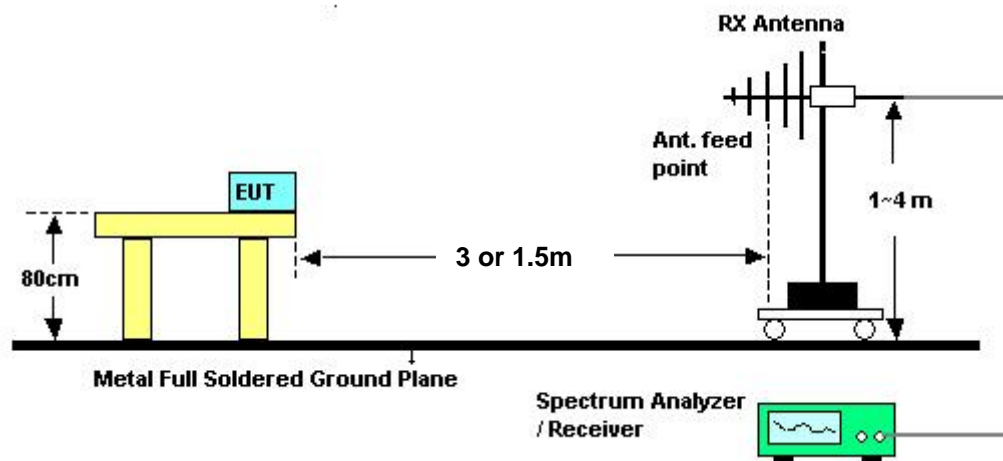 RX Antenna
Ant. feed
point
EUT
1~4 m
3 or 1.5m
80cm
Metal Full Soldered Ground Plane
Spectrum Analyzer
/ Receiver